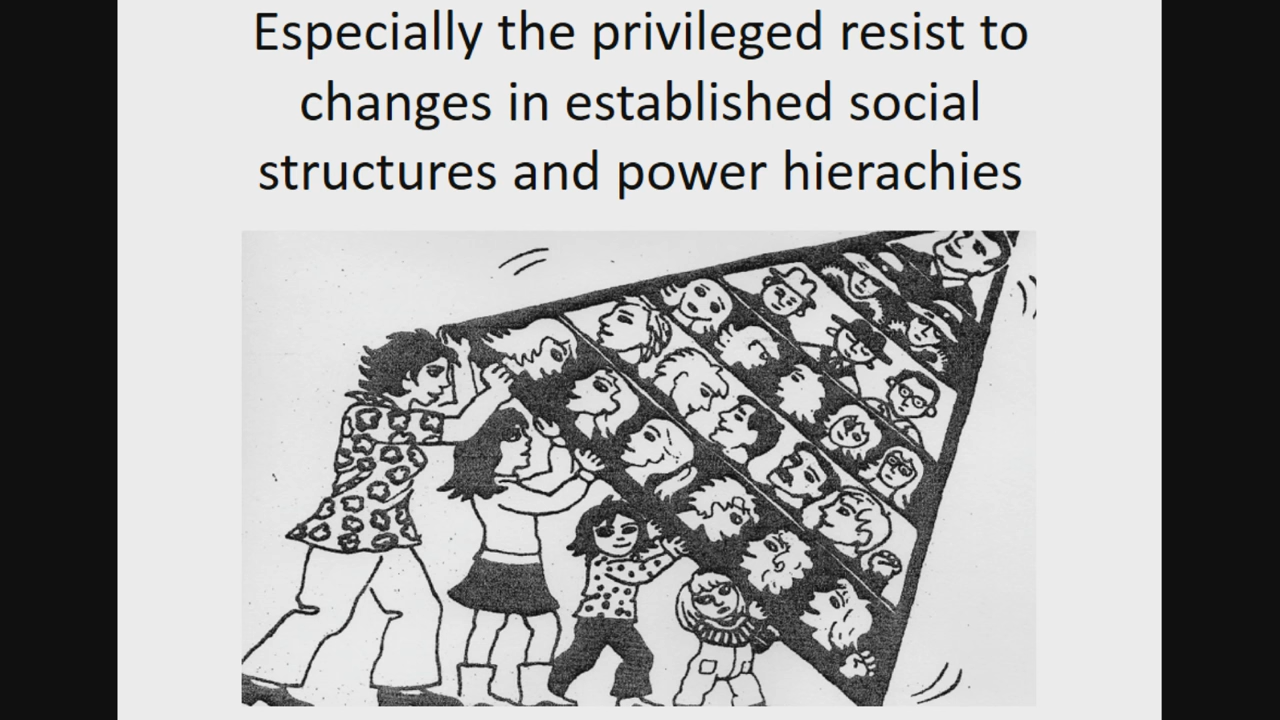 Especially the privileged resist to
changes in established social
structures and power hierachies